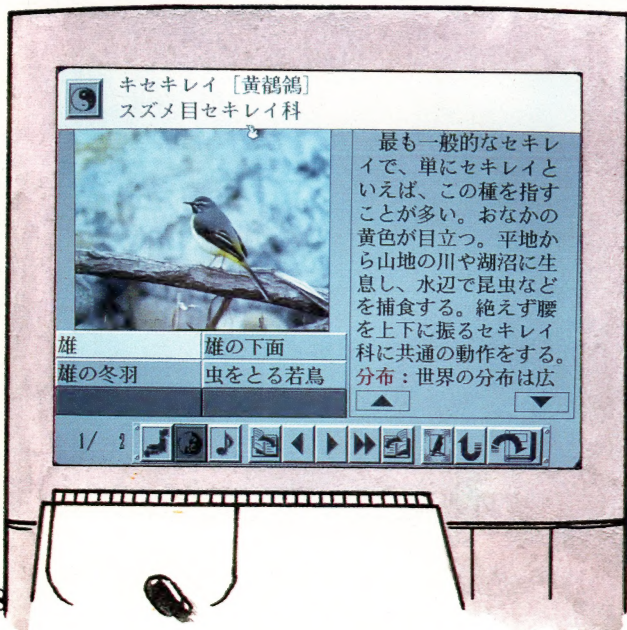 キセキレイ [黄鶺鴒]
スズメ目セキレイ科
最も一般的なセキレ
イで、単にセキレイと
いえば、この種を指す
ことが多い。おなかの
黄色が目立つ。平地か
ら山地の川や湖沼に生
息し、水辺で昆虫など
を捕食する。絶えず腰
を上下に振るセキレイ
科に共通の動作をする。
分布：世界の分布は広
雄
雄の下面
雄の冬羽
虫をとる若鳥
1/ 2